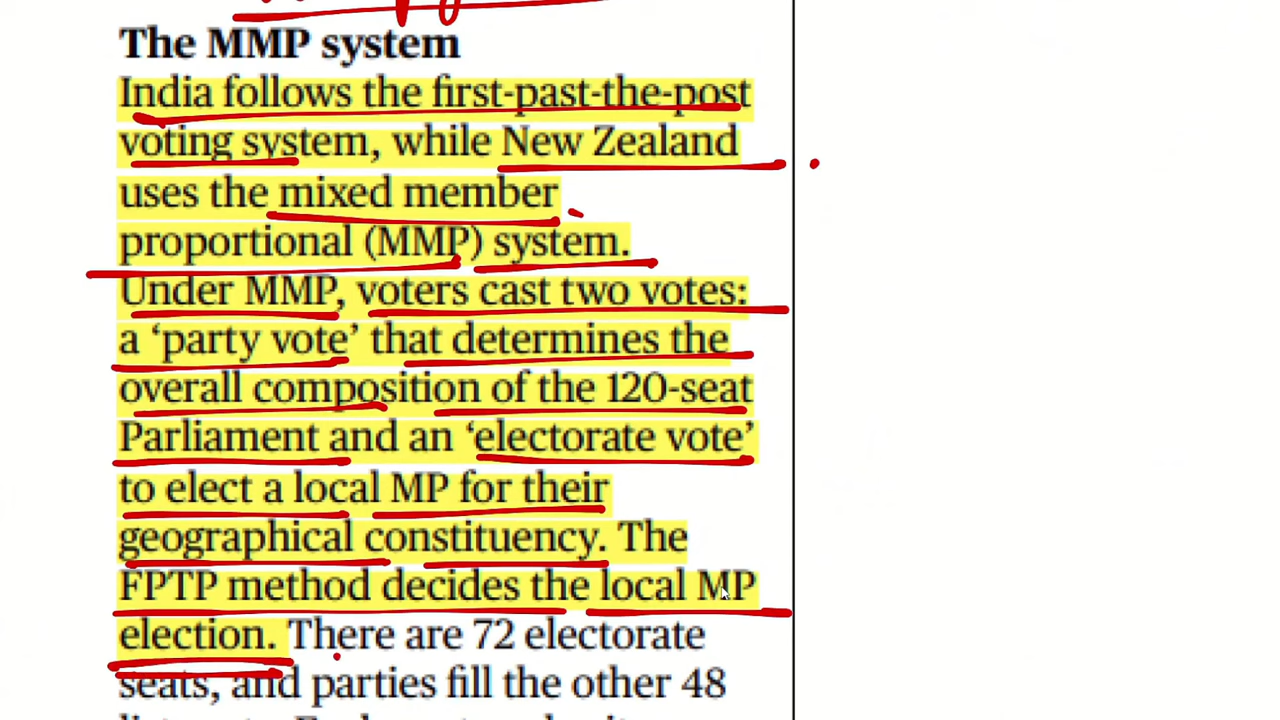 The MMP system
India follows the first-past-the-post
voting system, while New Zealand
uses the mixed member
proportional (MMP) system.
Under MMP, voters cast two votes:
a ‘party vote’ that determines the
overall composition of the 120-seat
Parliament and an ‘electorate vote’
to elect a local MP for their
geographical constituency. The
FPTP method decides the local MP
election. There are 72 electorate
seats, and parties fill the other 48